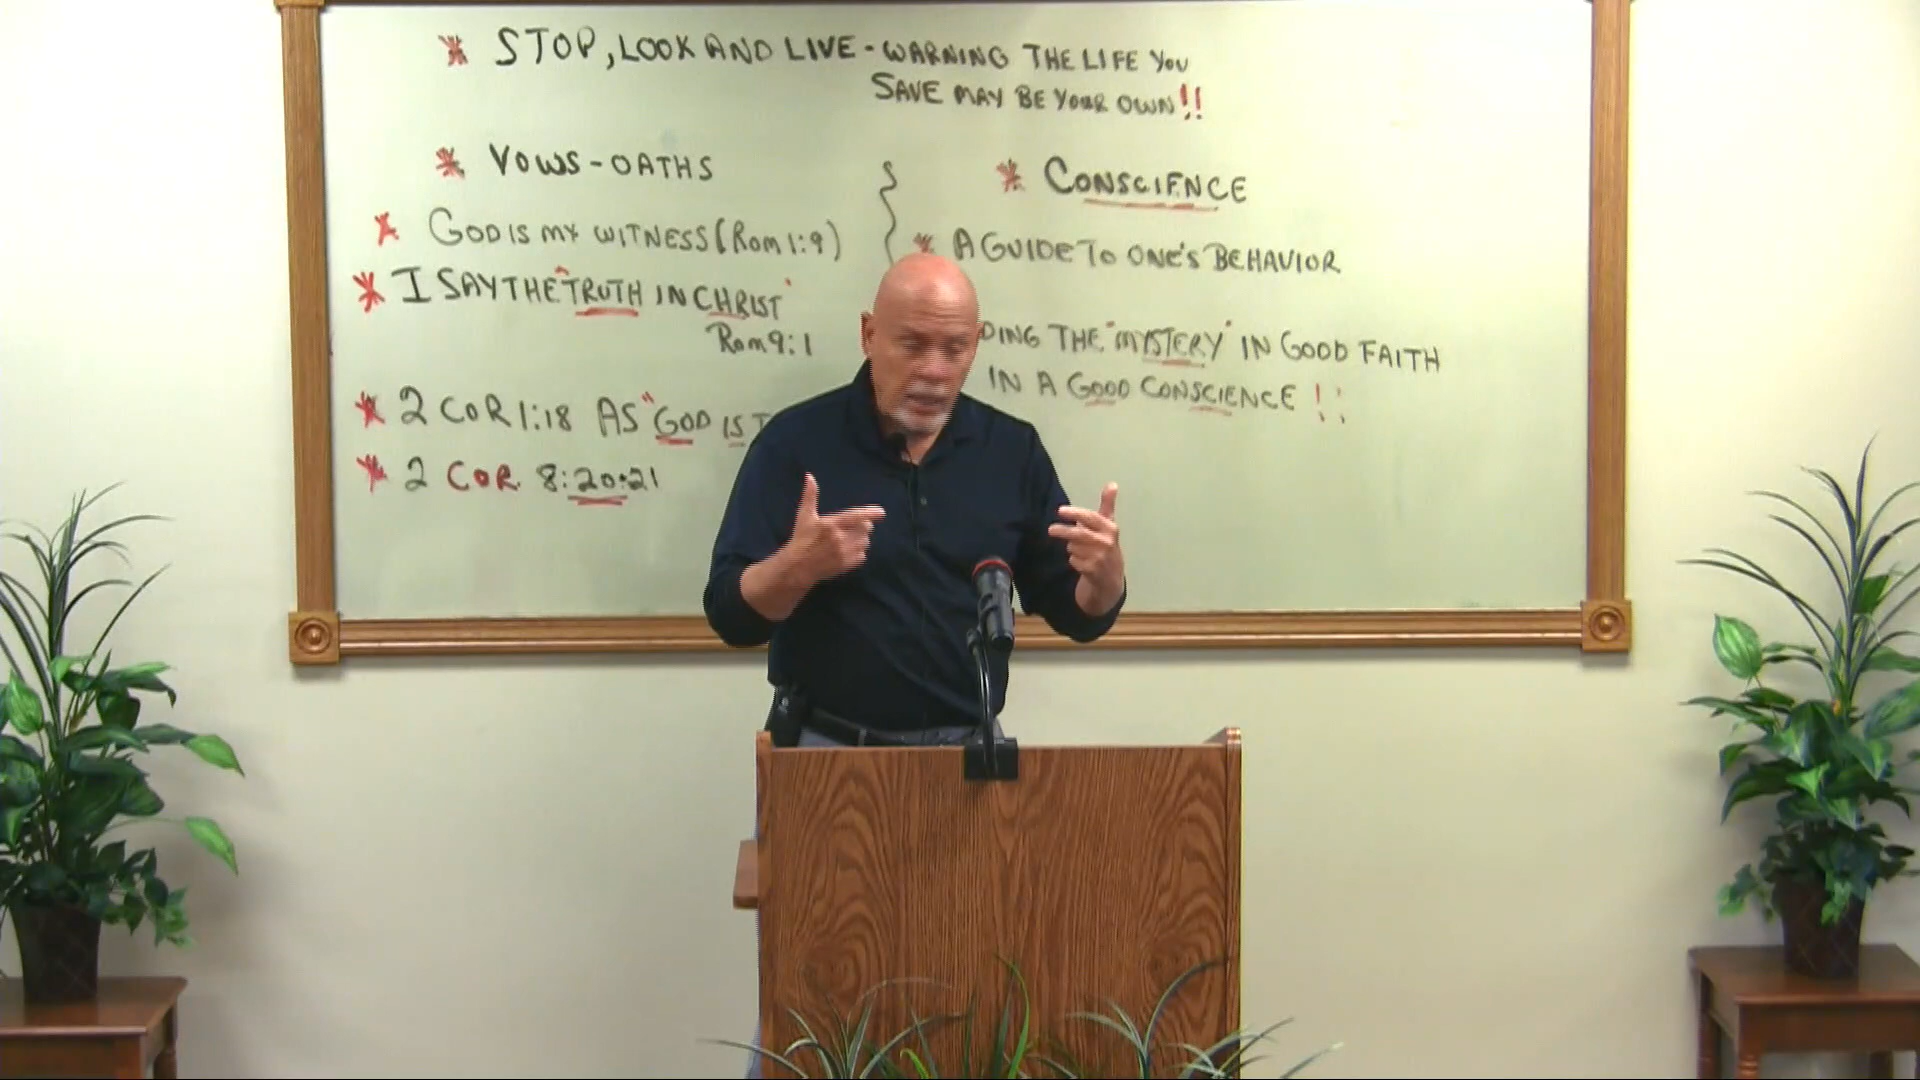 * STOP, LOOK AND LIVE - WARNING THE LIFE YOU
SAVE MAY BE YOUR OWN!!
* VOWS - OATHS
* GOD IS MY WITNESS (Rom 1:9)
* I SAY THE "TRUTH IN CHRIST"
Rom 9:1
* 2 COR 1:18 AS "GOD IS
* 2 COR. 8:20+21
* CONSCIENCE
* A GUIDE TO ONE'S BEHAVIOR
THE "MYSTERY" IN GOOD FAITH
IN A GOOD CONSCIENCE !!